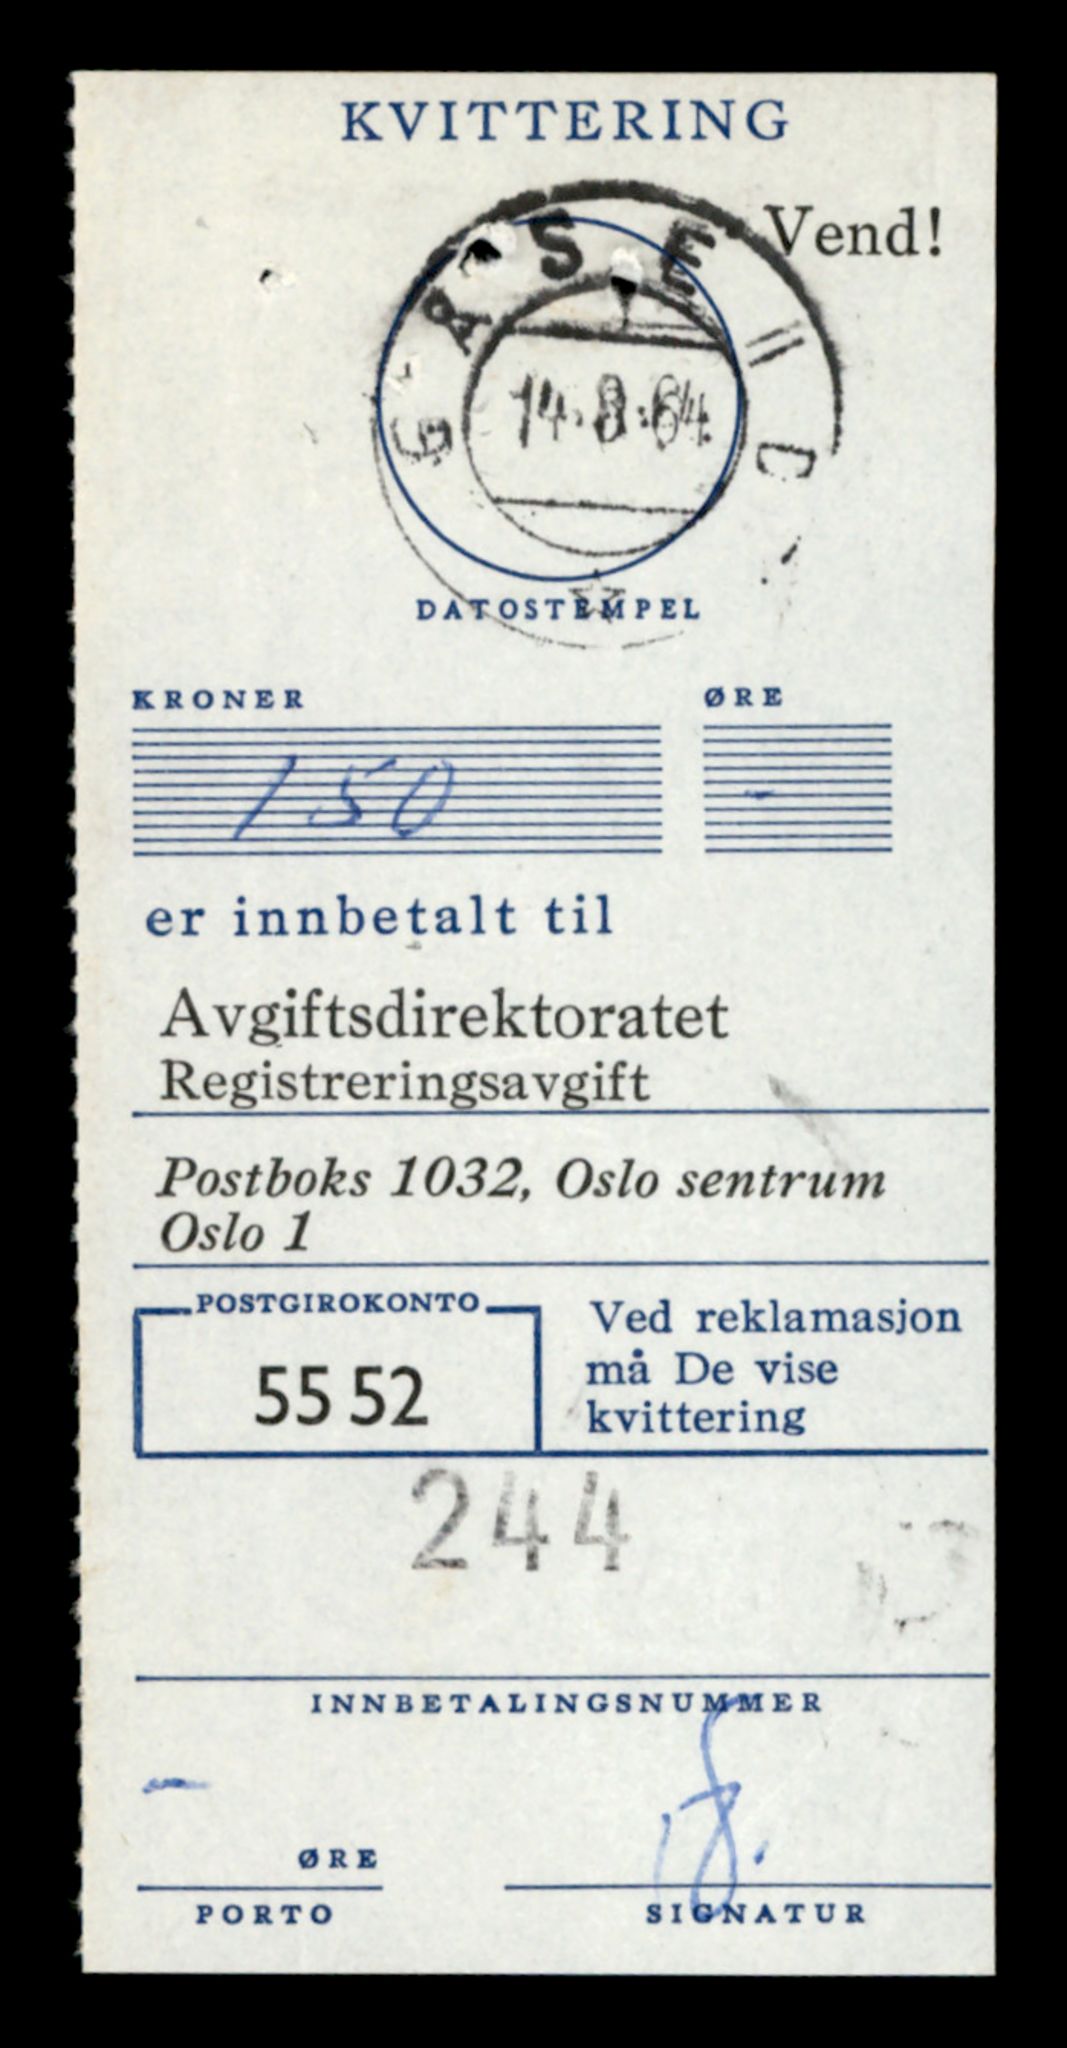 KVITTERING
Vend!
GÅSEID
14.8.64
DATOSTEMPEL
KRONER ØRE
150 -
er innbetalt til
Avgiftsdirektoratet
Registreringsavgift
Postboks 1032, Oslo sentrum
Oslo 1
POSTGIROKONTO
55 52
Ved reklamasjon
må De vise
kvittering
244
INNBETALINGSNUMMER
-
ØRE
PORTO
SIGNATUR